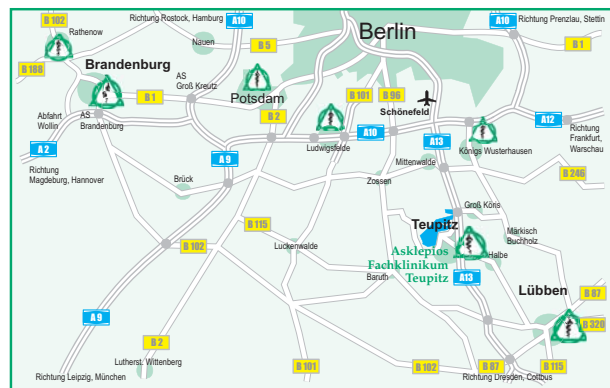 B 102
Richtung Rostock, Hamburg
A10
Berlin
A10
Richtung Prenzlau, Stettin
Rathenow
Nauen
B 5
B 1
B 188
Brandenburg
AS
Groß Kreutz
Potsdam
B 1
B 2
B 101
B 96
Schönefeld
Abfahrt
Wollin
AS
Brandenburg
A 2
Richtung
Magdeburg, Hannover
Ludwigsfelde
A10
A13
A12
Richtung
Frankfurt,
Warschau
Königs Wusterhausen
A 9
Brück
Mittenwalde
Zossen
B 246
B 115
Groß Köris
Teupitz
Märkisch
Buchholz
B 102
Luckenwalde
Asklepios
Fachklinikum
Teupitz
Halbe
Baruth
A13
Lübben
B 87
A 9
B 320
B 2
Lutherst. Wittenberg
B 101
B 102
B 87
B 115
Richtung Leipzig, München
Richtung Dresden, Cottbus